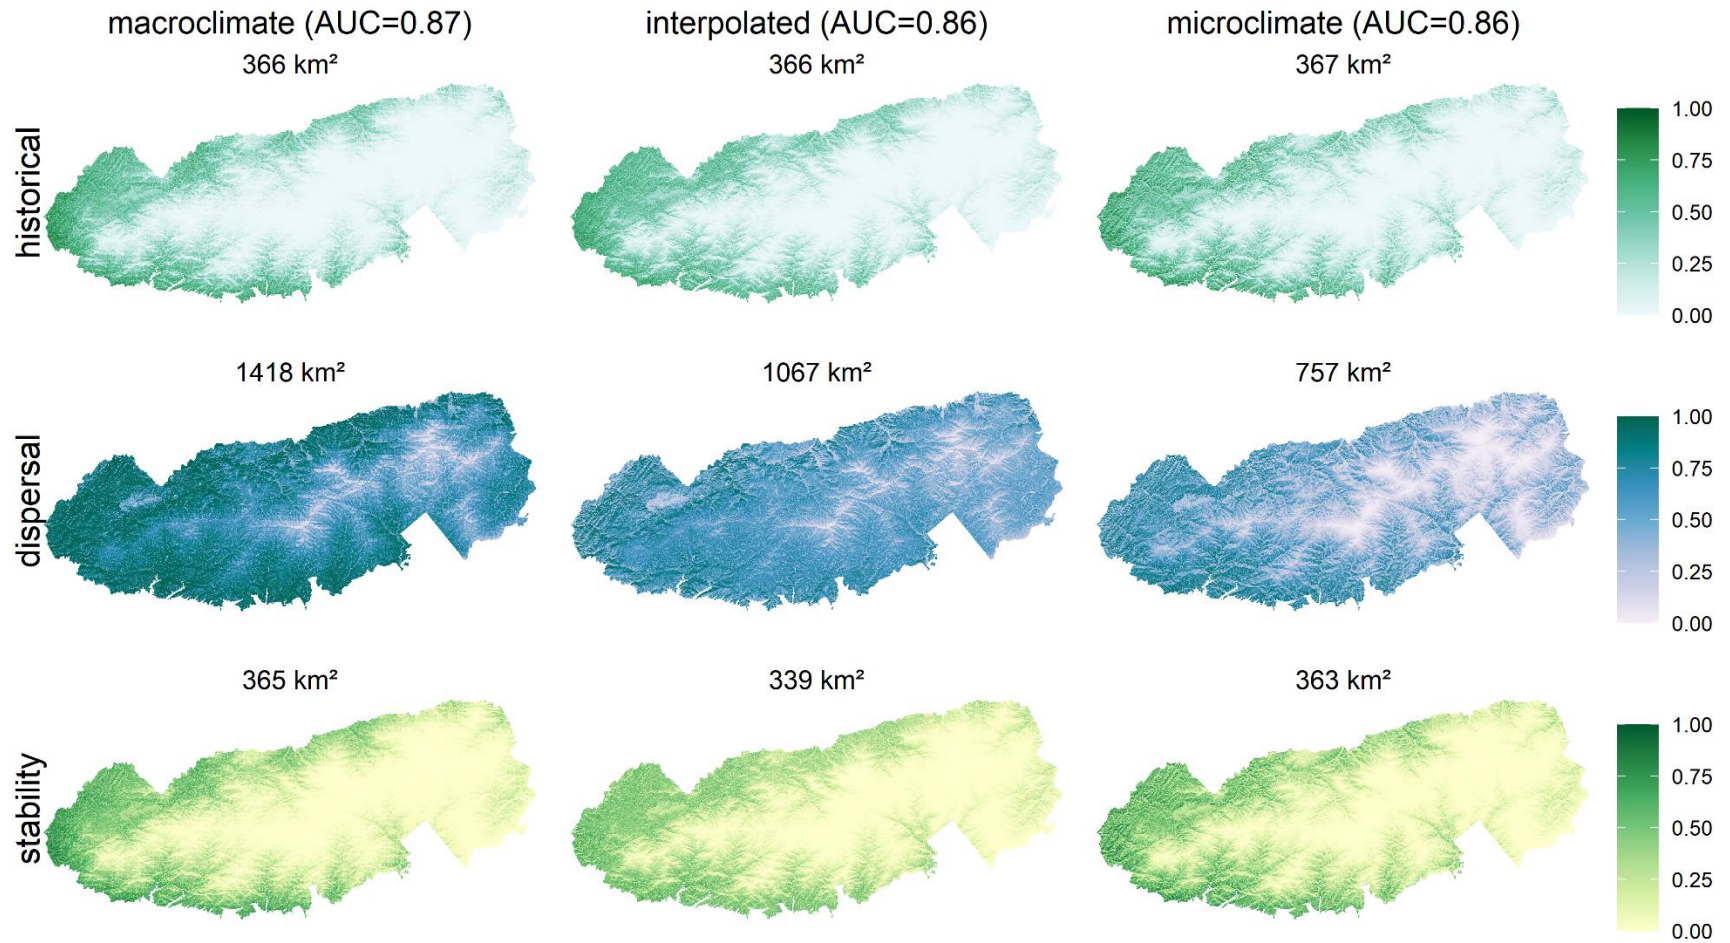 macroclimate (AUC=0.87) interpolated (AUC=0.86) microclimate (AUC=0.86)
366 km² 366 km² 367 km²
historical
1.00
0.75
0.50
0.25
0.00
1418 km² 1067 km² 757 km²
dispersal
1.00
0.75
0.50
0.25
0.00
365 km² 339 km² 363 km²
stability
1.00
0.75
0.50
0.25
0.00